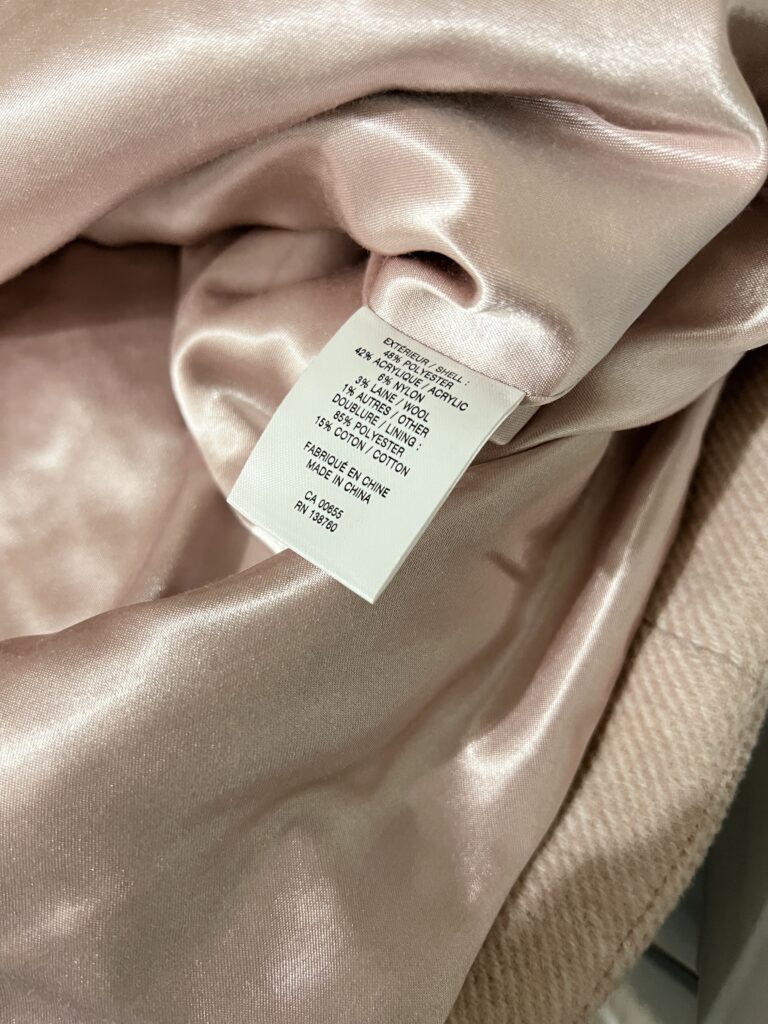 EXTÉRIEUR / SHELL :
48% POLYESTER
42% ACRYLIQUE / ACRYLIC
6% NYLON
3% LAINE / WOOL
1% AUTRES / OTHER
DOUBLURE / LINING :
85% POLYESTER
15% COTON / COTTON
FABRIQUÉ EN CHINE
MADE IN CHINA
CA 00655
RN 138760